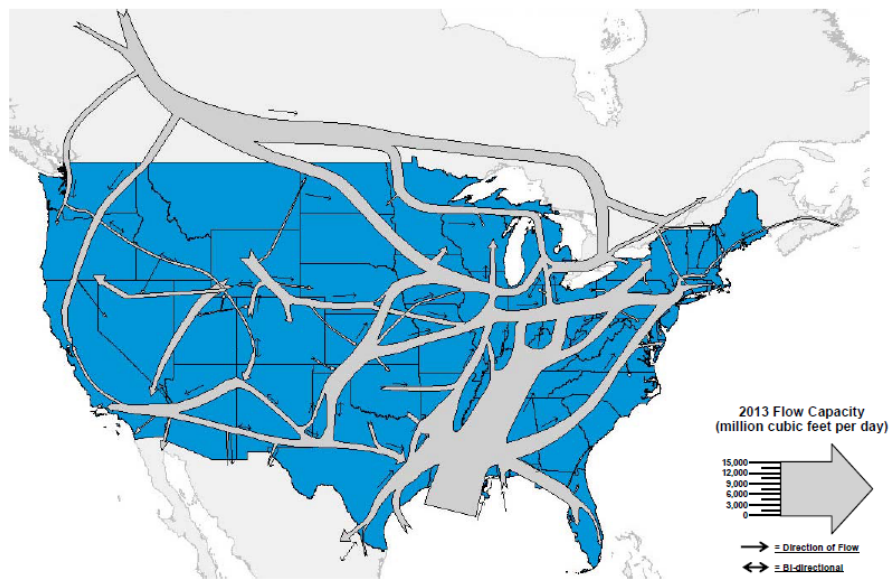 2013 Flow Capacity
(million cubic feet per day)
15,000
12,000
9,000
6,000
3,000
0
= Direction of Flow
= Bi-directional